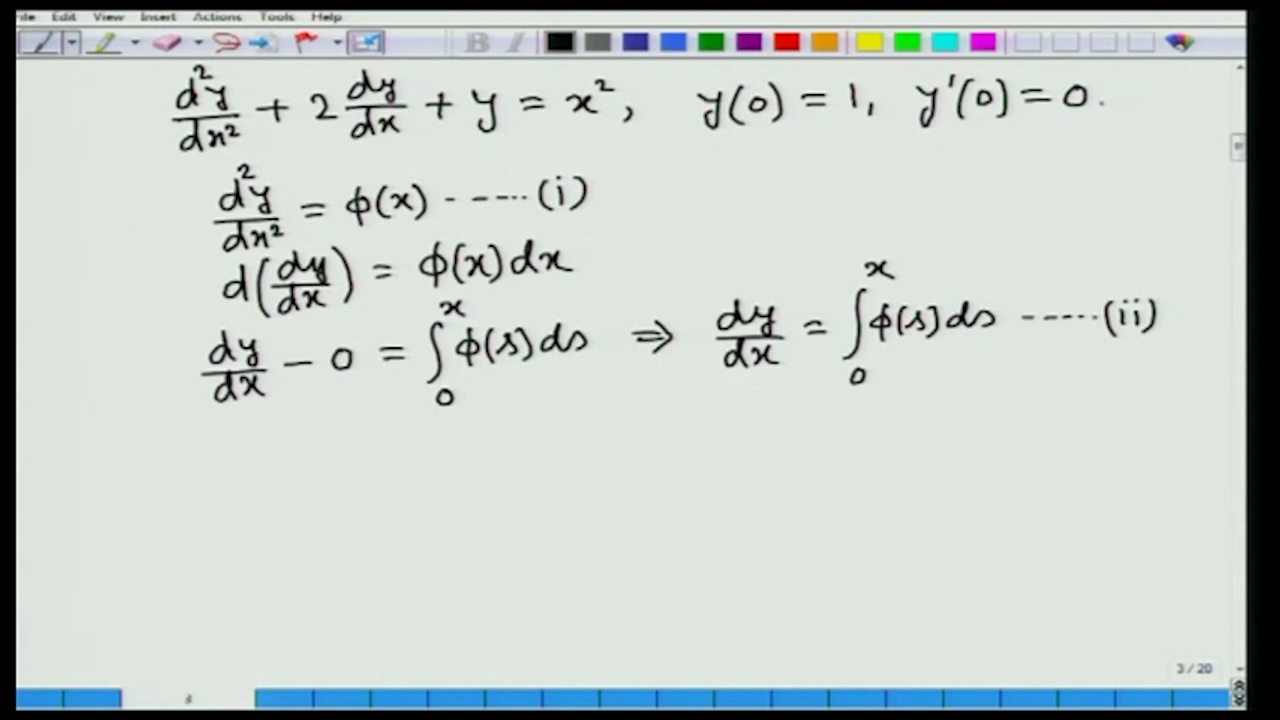 File Edit View Insert Actions Tools Help
B I
d²y/dx² + 2 dy/dx + y = x², y(0) = 1, y'(0) = 0.
d²y/dx² = ϕ(x) ------ (i)
d(dy/dx) = ϕ(x)dx
dy/dx − 0 = ∫₀ˣ ϕ(s)ds ⇒ dy/dx = ∫₀ˣ ϕ(s)ds ------ (ii)
3 / 20
3